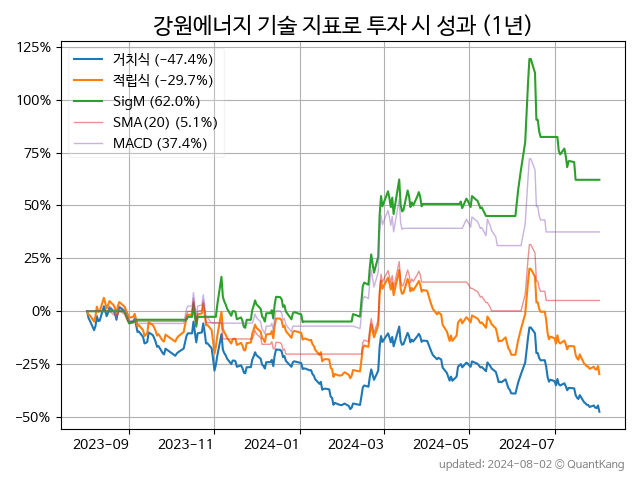 강원에너지 기술 지표로 투자 시 성과 (1년)
125%
100%
75%
50%
25%
0%
−25%
−50%
거치식 (−47.4%)
적립식 (−29.7%)
SigM (62.0%)
SMA(20) (5.1%)
MACD (37.4%)
2023-09 2023-11 2024-01 2024-03 2024-05 2024-07
updated: 2024-08-02 © QuantKang